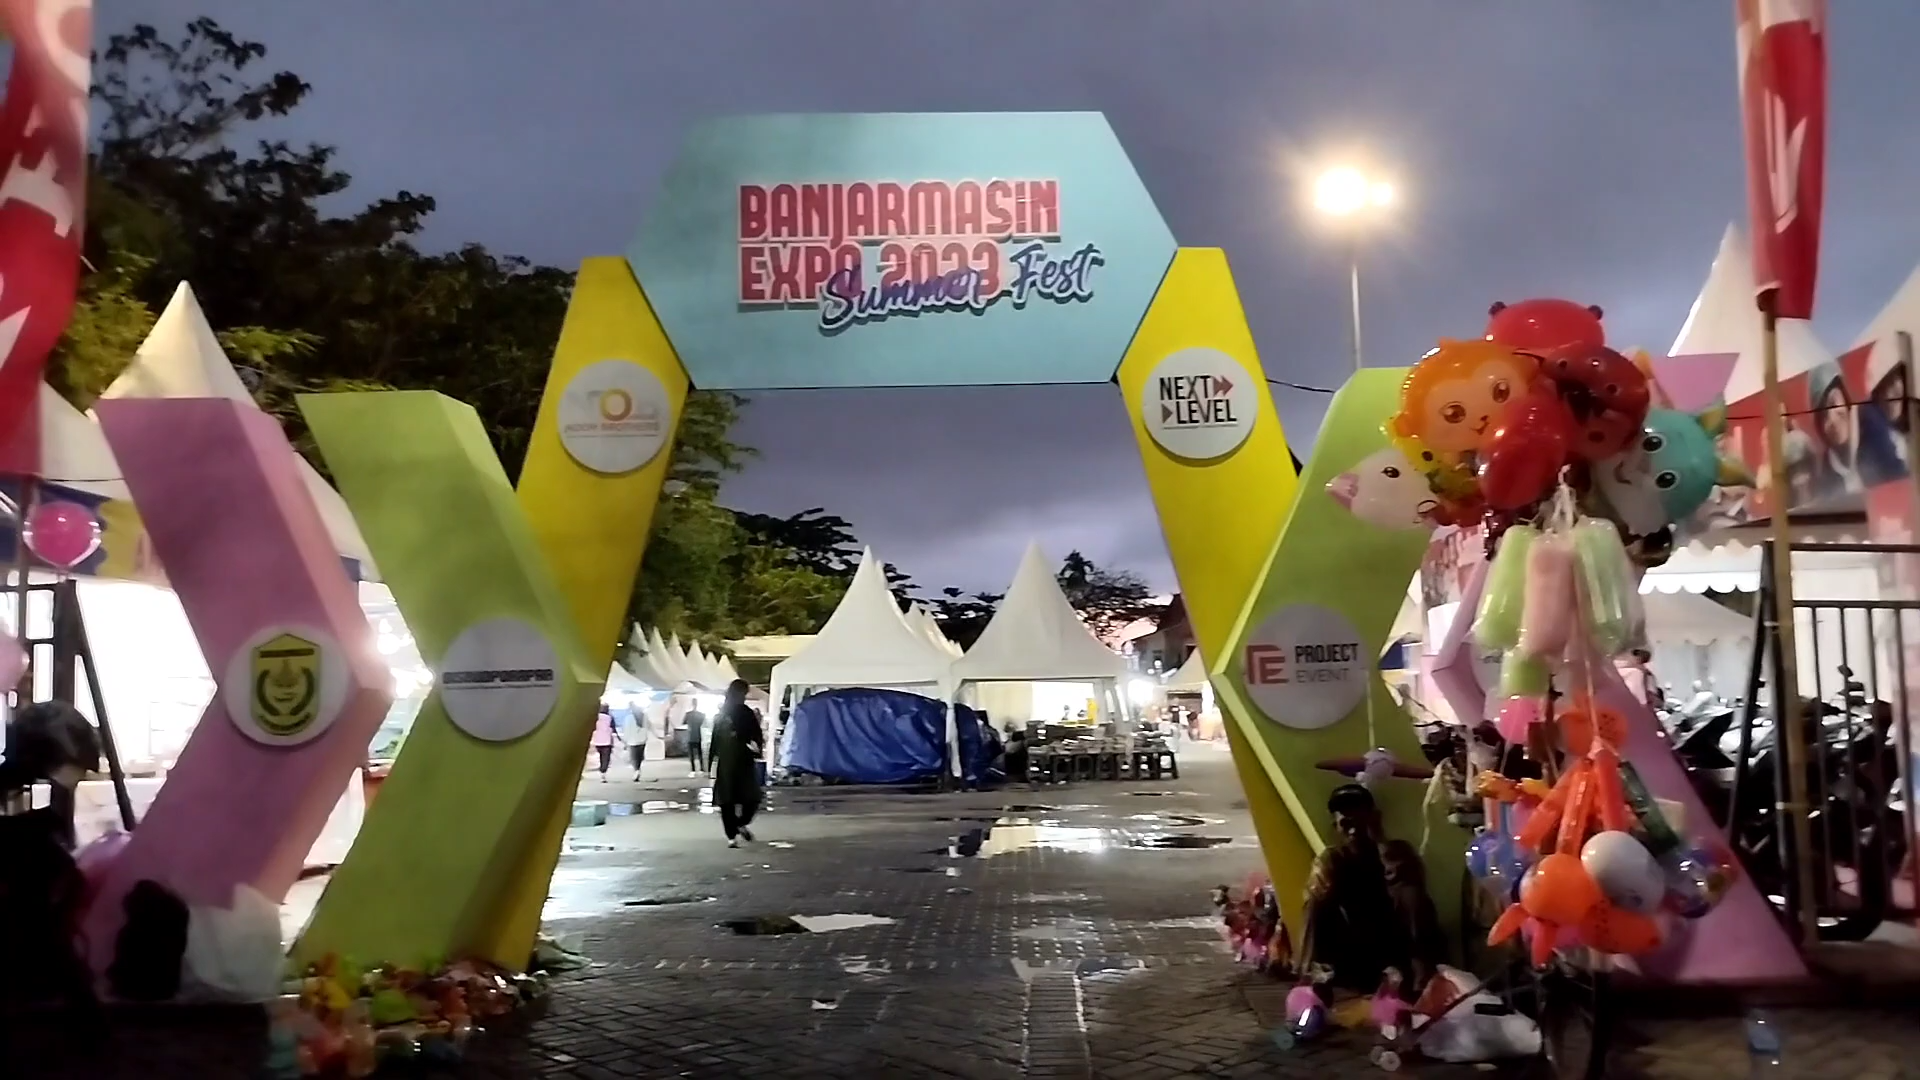 BANJARMASIN
EXPO 2023
Summer Fest
NEXT
LEVEL
PROJECT
EVENT